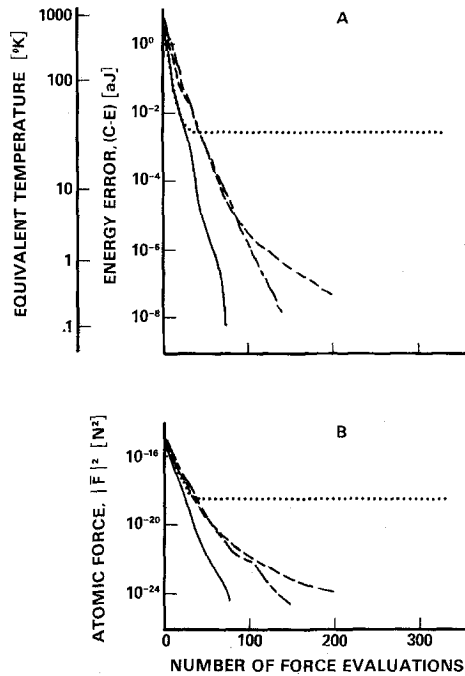 A
EQUIVALENT TEMPERATURE [°K]
1000
100
10
1
.1
ENERGY ERROR, (C-E) [aJ]
10⁰
10⁻²
10⁻⁴
10⁻⁶
10⁻⁸
B
ATOMIC FORCE, |F̅|² [N²]
10⁻¹⁶
10⁻²⁰
10⁻²⁴
0 100 200 300
NUMBER OF FORCE EVALUATIONS